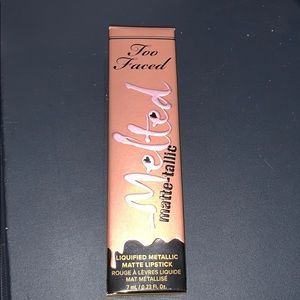 Too
Faced
Melted
matte-tallic
LIQUIFIED METALLIC
MATTE LIPSTICK
ROUGE À LÈVRES LIQUIDE
MAT MÉTALLISÉ
7 mL / 0.23 fl. oz.